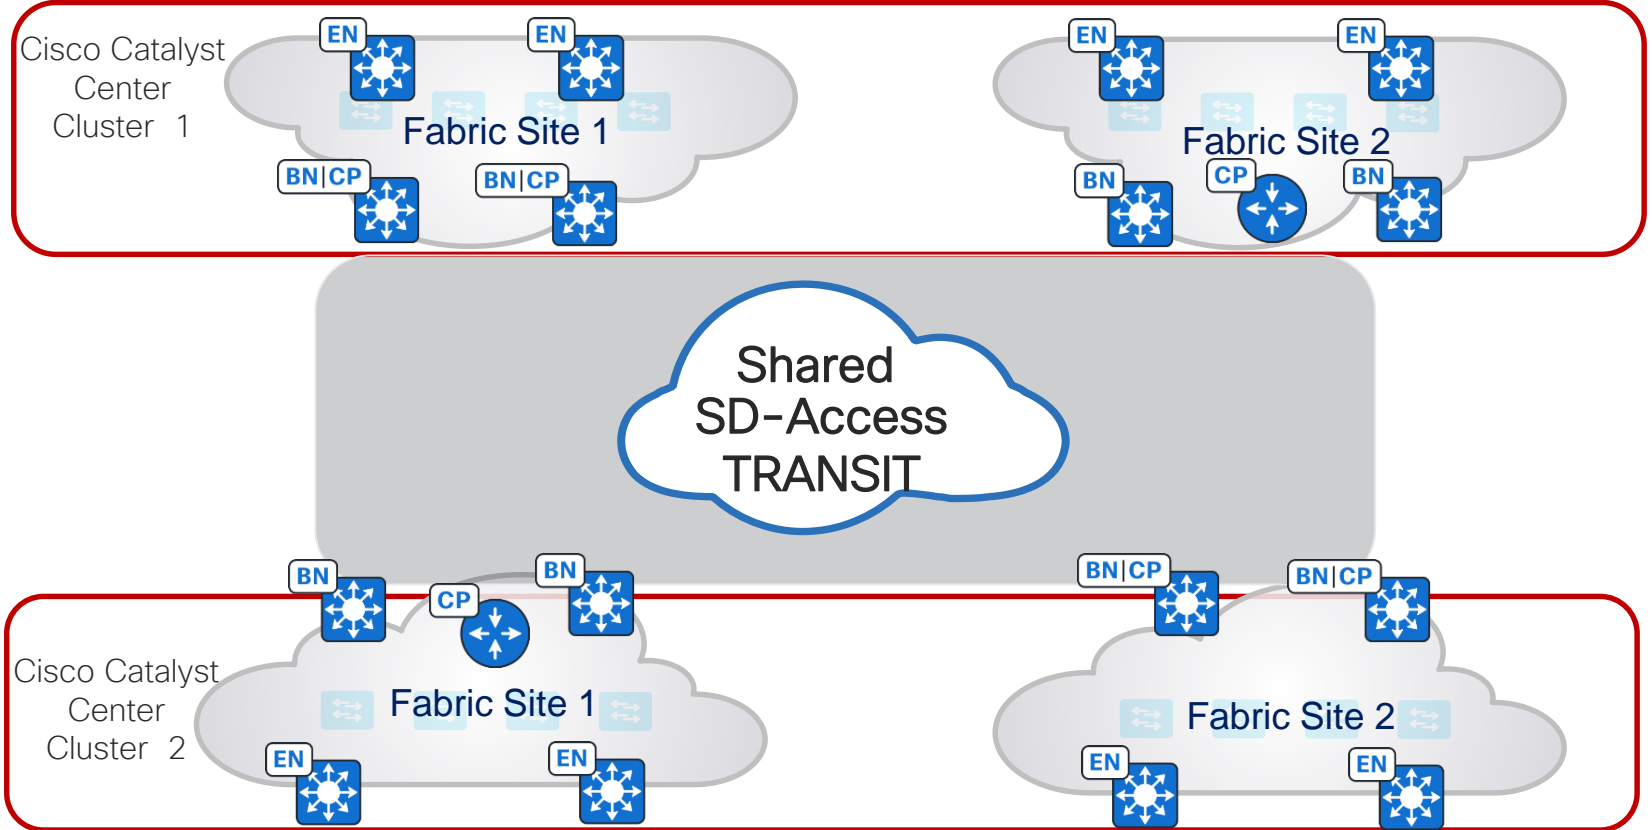 Cisco Catalyst
Center
Cluster 1
EN
EN
Fabric Site 1
BN|CP
BN|CP
EN
EN
Fabric Site 2
BN
CP
BN
Shared
SD-Access
TRANSIT
Cisco Catalyst
Center
Cluster 2
BN
CP
BN
Fabric Site 1
EN
EN
BN|CP
BN|CP
Fabric Site 2
EN
EN